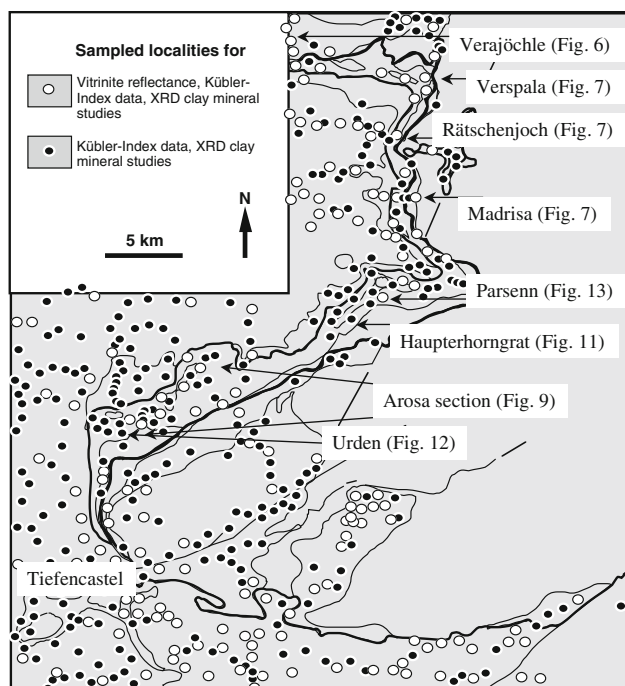 Sampled localities for
Vitrinite reflectance, Kübler-
Index data, XRD clay mineral
studies
Kübler-Index data, XRD clay
mineral studies
N
5 km
Verajöchle (Fig. 6)
Verspala (Fig. 7)
Rätschenjoch (Fig. 7)
Madrisa (Fig. 7)
Parsenn (Fig. 13)
Haupterhorngrat (Fig. 11)
Arosa section (Fig. 9)
Urden (Fig. 12)
Tiefencastel